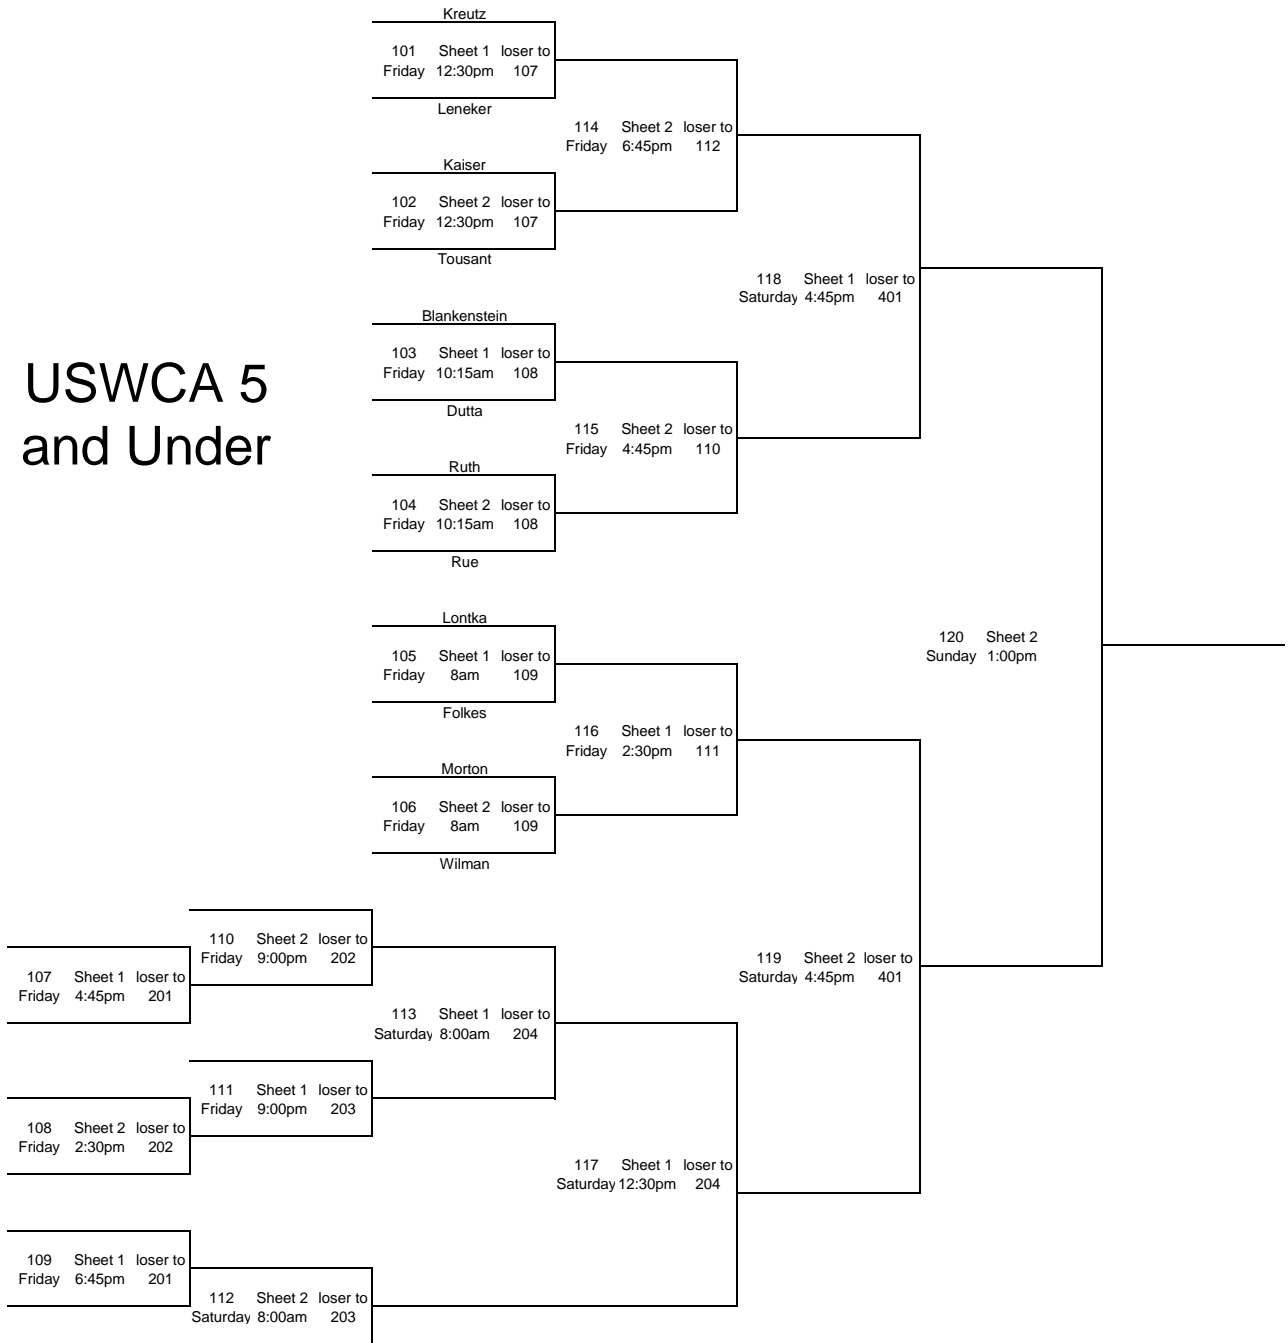 Kreutz
101 Sheet 1 loser to
Friday 12:30pm 107
Leneker
114 Sheet 2 loser to
Friday 6:45pm 112
Kaiser
102 Sheet 2 loser to
Friday 12:30pm 107
Tousant
118 Sheet 1 loser to
Saturday 4:45pm 401
Blankenstein
103 Sheet 1 loser to
Friday 10:15am 108
Dutta
USWCA 5
and Under
115 Sheet 2 loser to
Friday 4:45pm 110
Ruth
104 Sheet 2 loser to
Friday 10:15am 108
Rue
Lontka
105 Sheet 1 loser to
Friday 8am 109
Folkes
120 Sheet 2
Sunday 1:00pm
116 Sheet 1 loser to
Friday 2:30pm 111
Morton
106 Sheet 2 loser to
Friday 8am 109
Wilman
110 Sheet 2 loser to
Friday 9:00pm 202
107 Sheet 1 loser to
Friday 4:45pm 201
119 Sheet 2 loser to
Saturday 4:45pm 401
113 Sheet 1 loser to
Saturday 8:00am 204
111 Sheet 1 loser to
Friday 9:00pm 203
108 Sheet 2 loser to
Friday 2:30pm 202
117 Sheet 1 loser to
Saturday 12:30pm 204
109 Sheet 1 loser to
Friday 6:45pm 201
112 Sheet 2 loser to
Saturday 8:00am 203